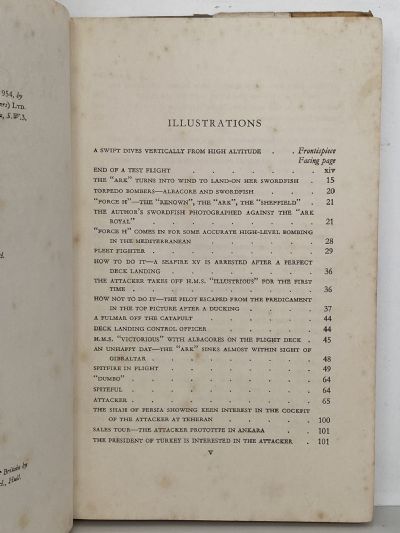 954, by
) LTD.
S.W.3.
ILLUSTRATIONS
A SWIFT DIVES VERTICALLY FROM HIGH ALTITUDE . . Frontispiece
Facing page
END OF A TEST FLIGHT . . . . . . xiv
THE "ARK" TURNS INTO WIND TO LAND-ON HER SWORDFISH . . 15
TORPEDO BOMBERS—ALBACORE AND SWORDFISH . . . 20
"FORCE H"—THE "RENOWN", THE "ARK", THE "SHEFFIELD" . . 21
THE AUTHOR'S SWORDFISH PHOTOGRAPHED AGAINST THE "ARK
ROYAL" . . . . . . . . 21
"FORCE H" COMES IN FOR SOME ACCURATE HIGH-LEVEL BOMBING
IN THE MEDITERRANEAN . . . . . . 28
FLEET FIGHTER . . . . . . . 29
HOW TO DO IT—A SEAFIRE XV IS ARRESTED AFTER A PERFECT
DECK LANDING . . . . . . . 36
THE ATTACKER TAKES OFF H.M.S. "ILLUSTRIOUS" FOR THE FIRST
TIME . . . . . . . . 36
HOW NOT TO DO IT—THE PILOT ESCAPED FROM THE PREDICAMENT
IN THE TOP PICTURE AFTER A DUCKING . . . . 37
A FULMAR OFF THE CATAPULT . . . . . 44
DECK LANDING CONTROL OFFICER . . . . . 44
H.M.S. "VICTORIOUS" WITH ALBACORES ON THE FLIGHT DECK . . 45
AN UNHAPPY DAY—THE "ARK" SINKS ALMOST WITHIN SIGHT OF
GIBRALTAR . . . . . . . 48
SPITFIRE IN FLIGHT . . . . . . 49
"DUMBO" . . . . . . . . 64
SPITEFUL . . . . . . . . 64
ATTACKER . . . . . . . . 65
THE SHAH OF PERSIA SHOWING KEEN INTEREST IN THE COCKPIT
OF THE ATTACKER AT TEHERAN . . . . . 100
SALES TOUR—THE ATTACKER PROTOTYPE IN ANKARA . . . 101
THE PRESIDENT OF TURKEY IS INTERESTED IN THE ATTACKER . . 101
v
Britain by
Hull.